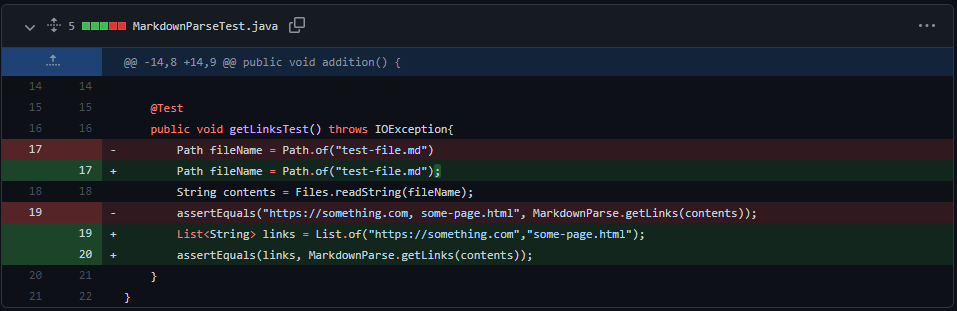 5 MarkdownParseTest.java
@@ -14,8 +14,9 @@ public void addition() {
14 14
15 15 @Test
16 16 public void getLinksTest() throws IOException{
17 - Path fileName = Path.of("test-file.md")
17 + Path fileName = Path.of("test-file.md");
18 18 String contents = Files.readString(fileName);
19 - assertEquals("https://something.com, some-page.html", MarkdownParse.getLinks(contents));
19 + List<String> links = List.of("https://something.com","some-page.html");
20 + assertEquals(links, MarkdownParse.getLinks(contents));
20 21 }
21 22 }